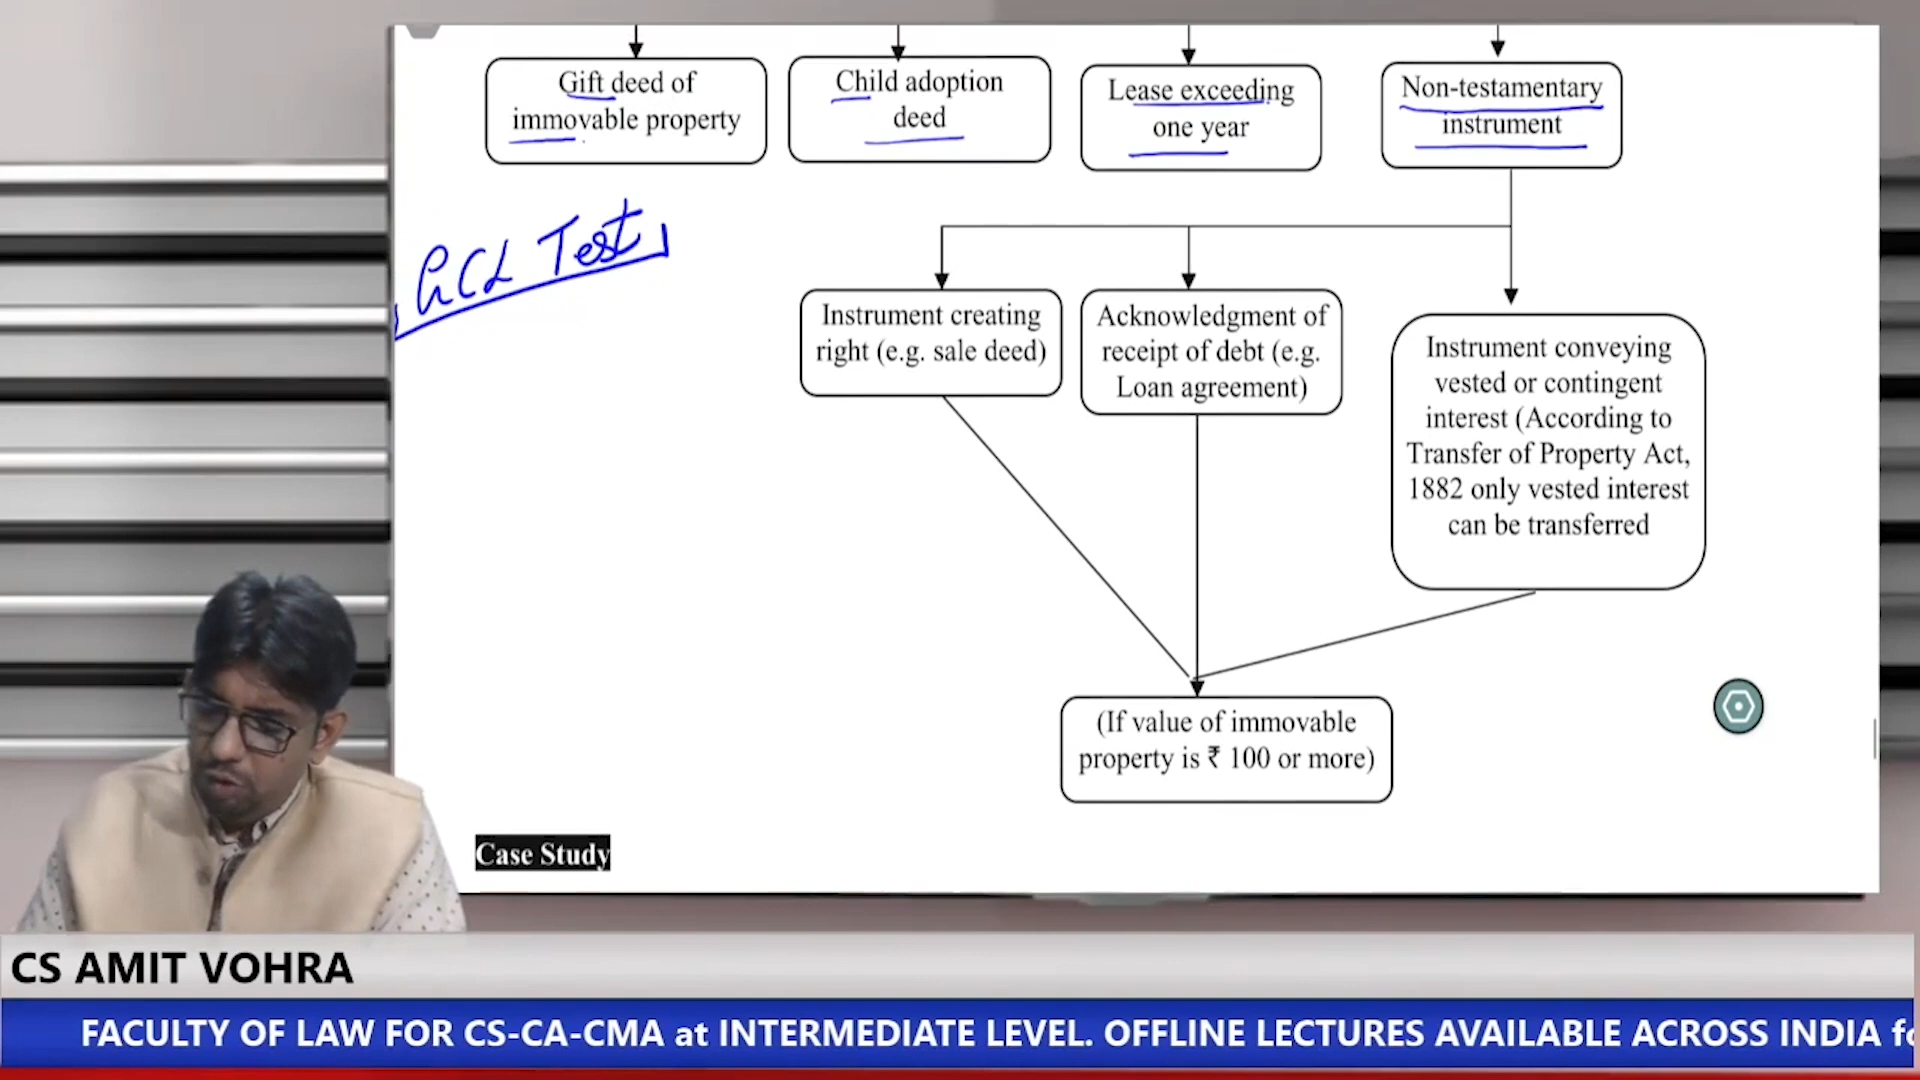 Gift deed of
immovable property
Child adoption
deed
Lease exceeding
one year
Non-testamentary
instrument
GCL Test
Instrument creating
right (e.g. sale deed)
Acknowledgment of
receipt of debt (e.g.
Loan agreement)
Instrument conveying
vested or contingent
interest (According to
Transfer of Property Act,
1882 only vested interest
can be transferred
(If value of immovable
property is ₹ 100 or more)
Case Study
CS AMIT VOHRA
FACULTY OF LAW FOR CS-CA-CMA at INTERMEDIATE LEVEL. OFFLINE LECTURES AVAILABLE ACROSS INDIA